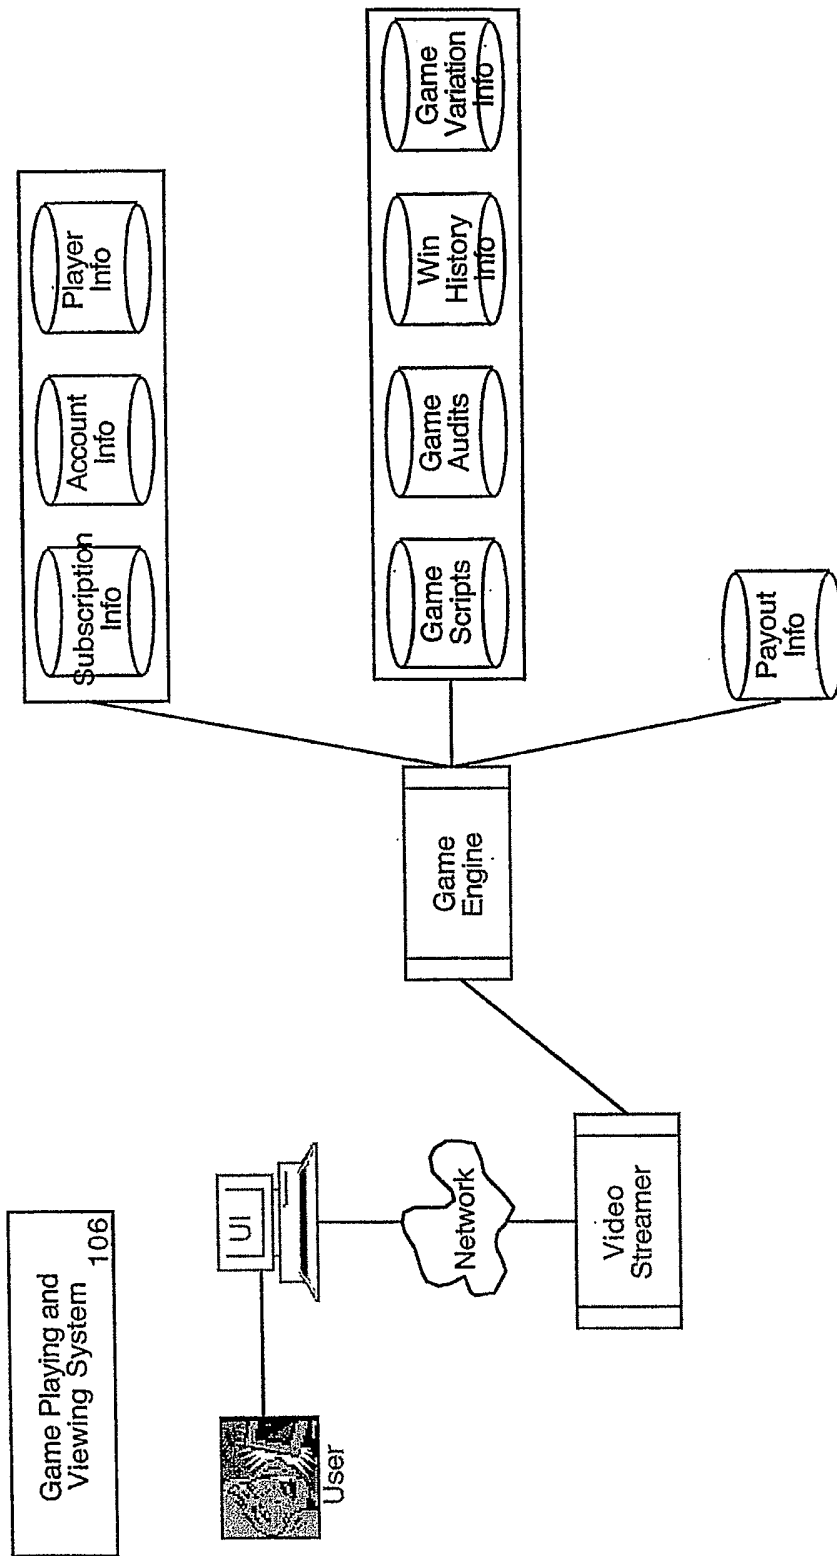 Game Playing and
Viewing System
106
User
UI
Network
Video
Streamer
Game
Engine
Subscription
Info
Account
Info
Player
Info
Game
Scripts
Game
Audits
Win
History
Info
Game
Variation
Info
Payout
Info